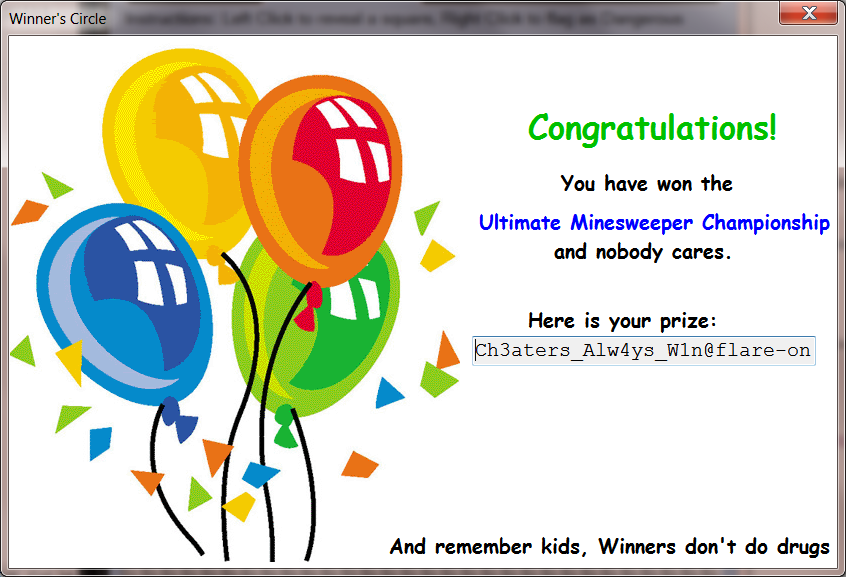 Winner's Circle
Instructions: Left Click to reveal a square, Right Click to flag as Dangerous
Congratulations!
You have won the
Ultimate Minesweeper Championship
and nobody cares.
Here is your prize:
Ch3aters_Alw4ys_W1n@flare-on
And remember kids, Winners don't do drugs